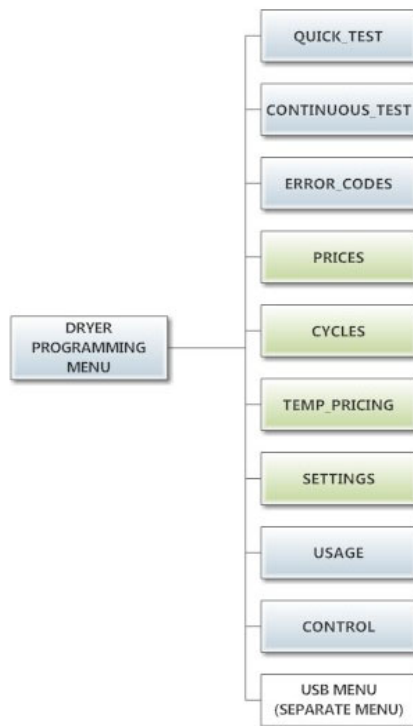 QUICK_TEST
CONTINUOUS_TEST
ERROR_CODES
PRICES
DRYER
PROGRAMMING
MENU
CYCLES
TEMP_PRICING
SETTINGS
USAGE
CONTROL
USB MENU
(SEPARATE MENU)